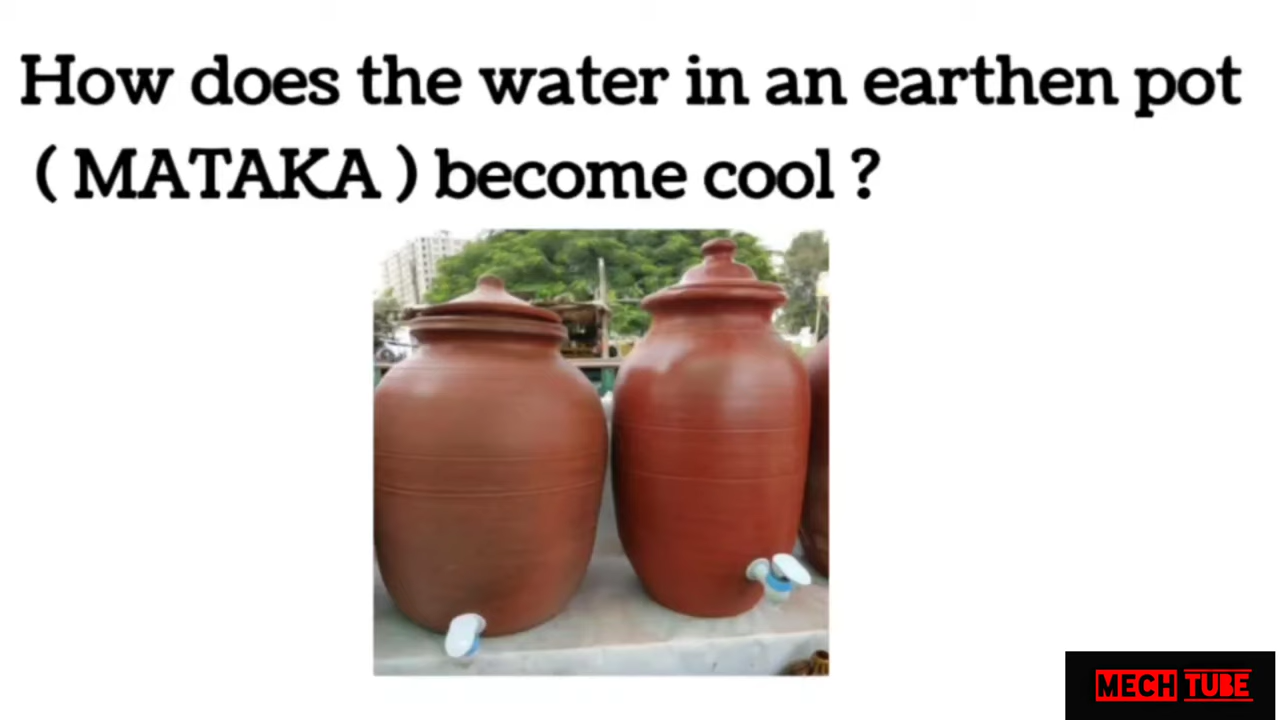 How does the water in an earthen pot
( MATAKA ) become cool ?
MECH TUBE